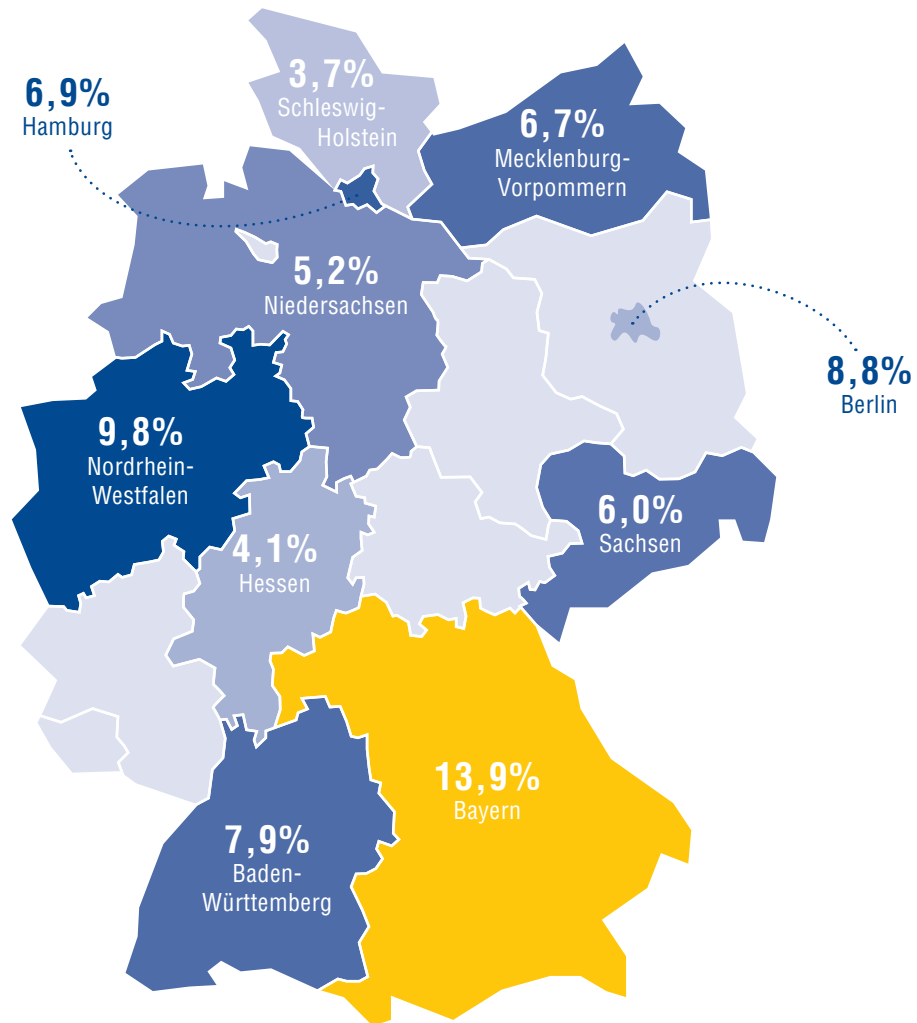 3,7%
Schleswig-
Holstein
6,9%
Hamburg
6,7%
Mecklenburg-
Vorpommern
5,2%
Niedersachsen
8,8%
Berlin
9,8%
Nordrhein-
Westfalen
6,0%
Sachsen
4,1%
Hessen
13,9%
Bayern
7,9%
Baden-
Württemberg